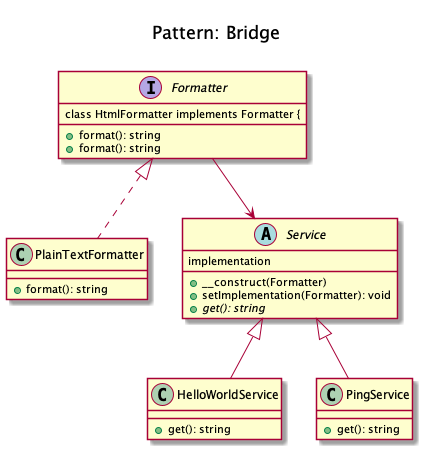 Pattern: Bridge
I Formatter
class HtmlFormatter implements Formatter {
format(): string
format(): string
A Service
implementation
__construct(Formatter)
setImplementation(Formatter): void
get(): string
C PlainTextFormatter
format(): string
C HelloWorldService
get(): string
C PingService
get(): string